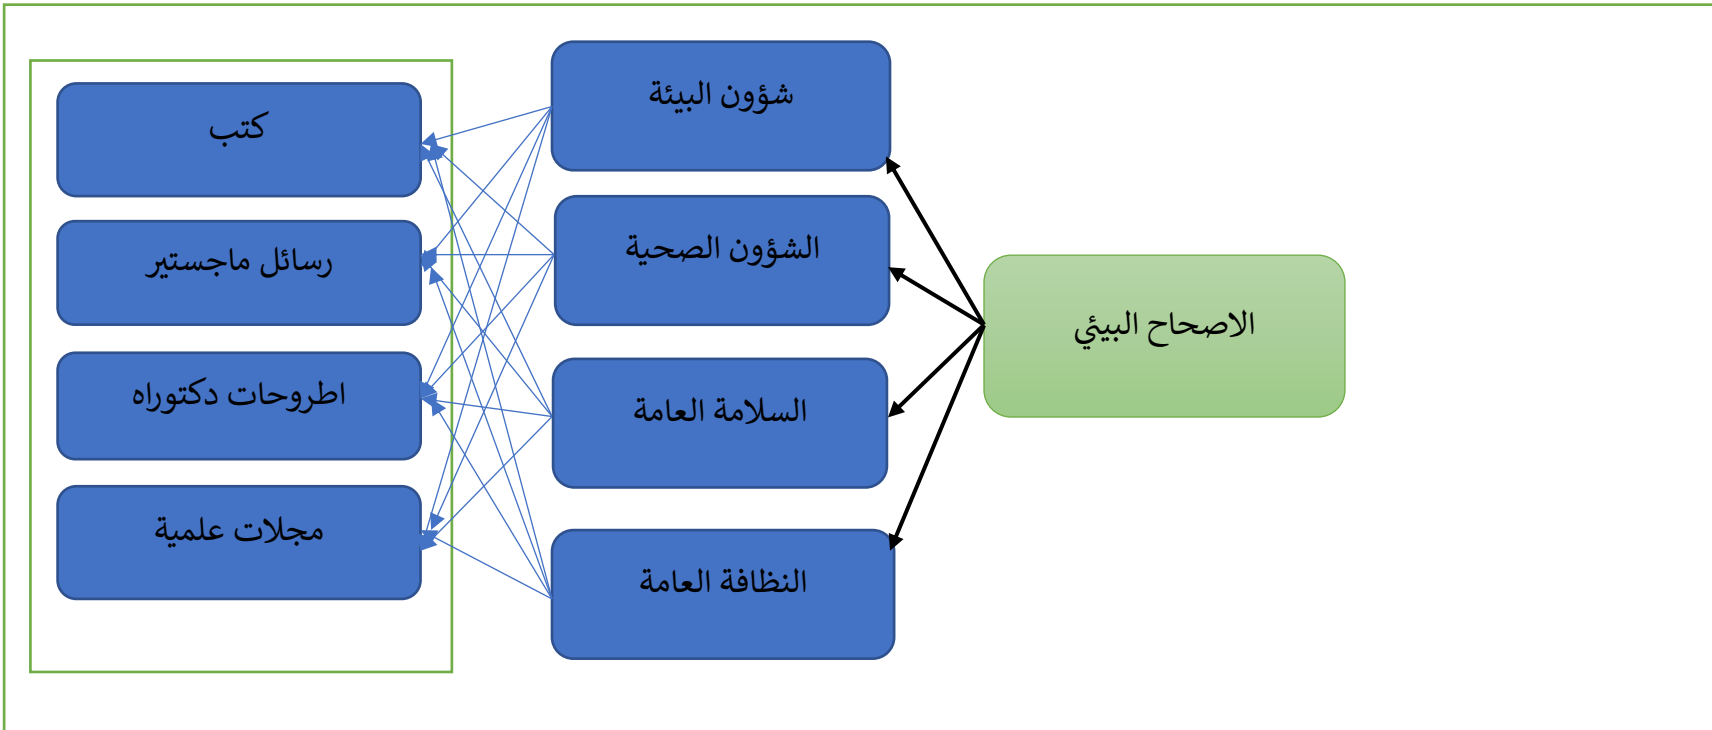 الاصحاح البيئي
شؤون البيئة
الشؤون الصحية
السلامة العامة
النظافة العامة
كتب
رسائل ماجستير
اطروحات دكتوراه
مجلات علمية